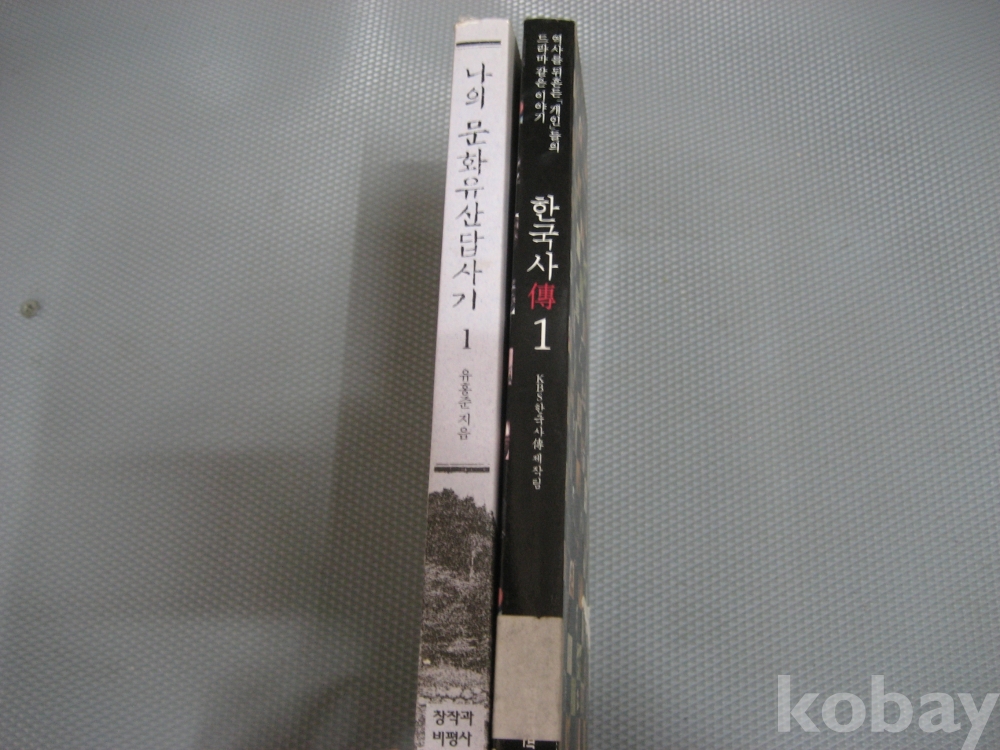 나의 문화유산답사기 1
유홍준 지음
창작과
비평사
역사를 뒤흔든 「개인」들의
드라마 같은 이야기
한국사傳 1
KBS 한국사傳 제작팀
kobay